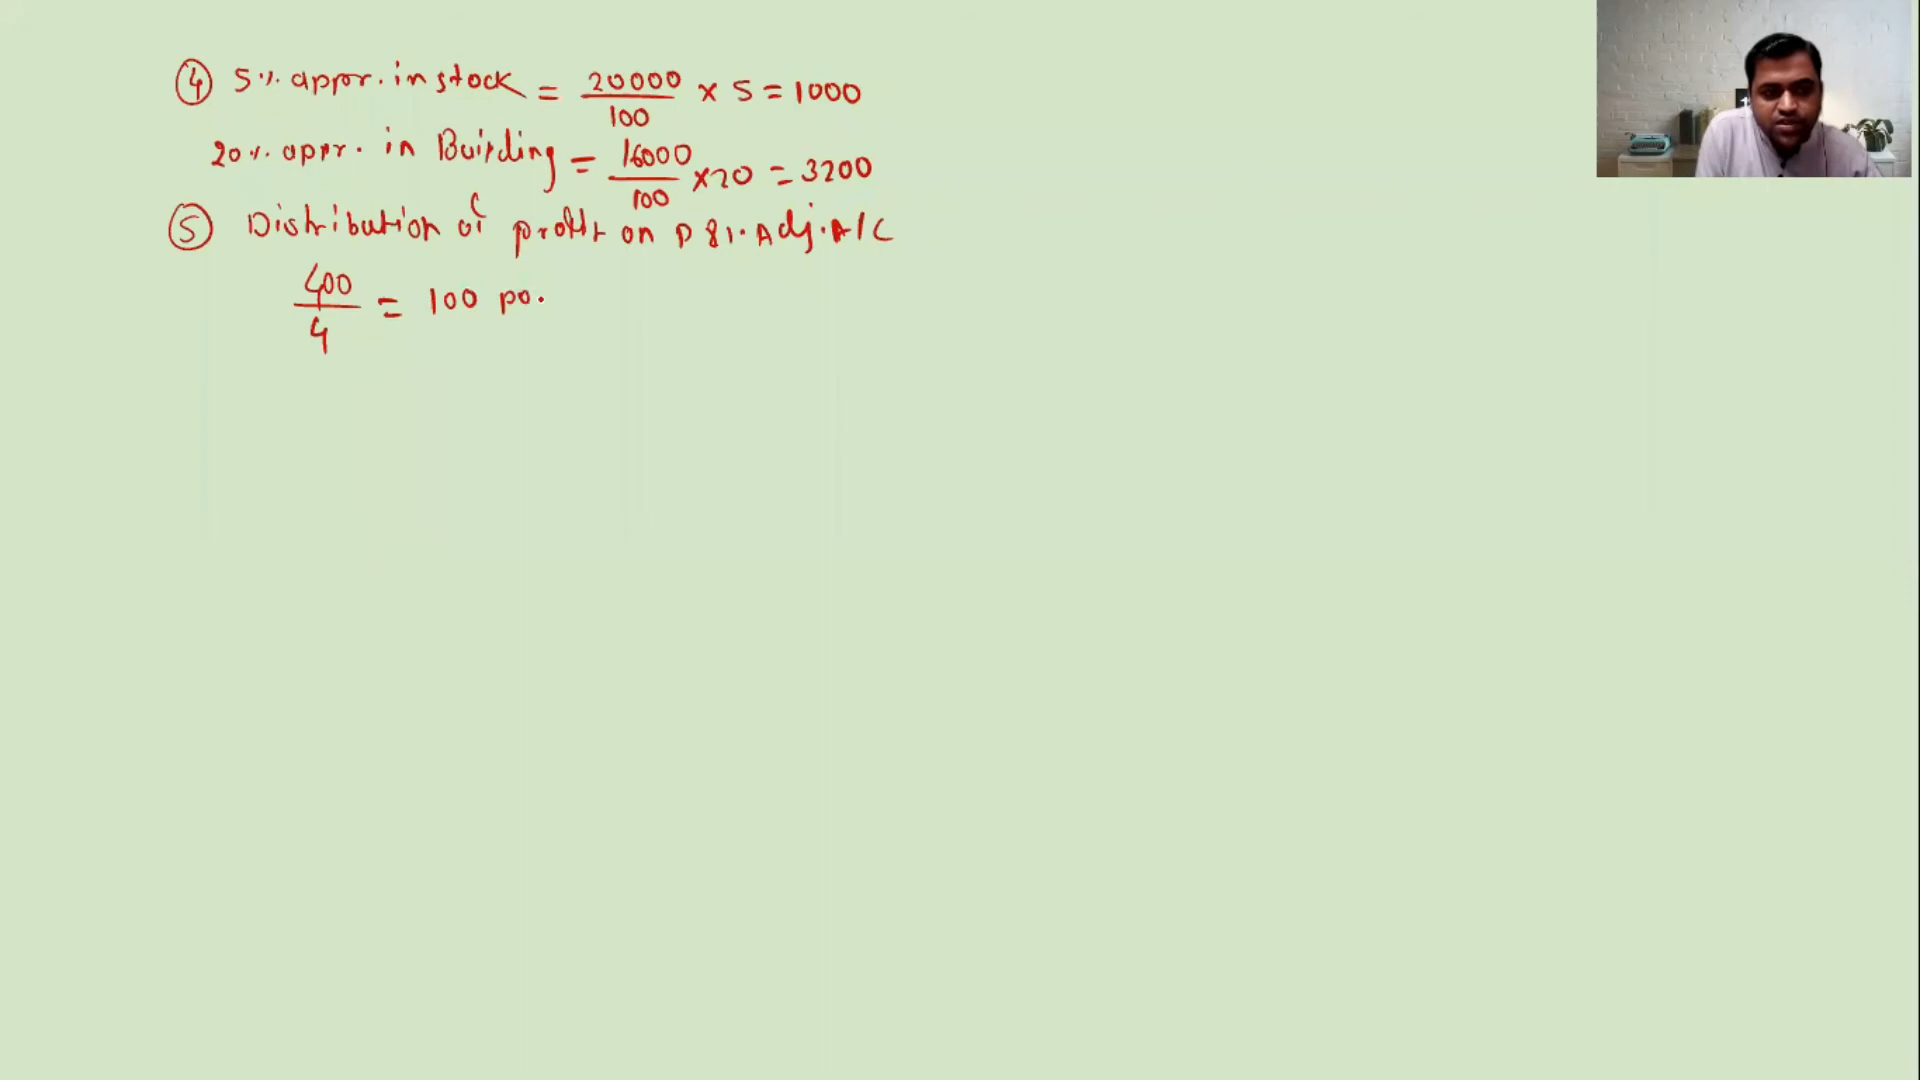 ④ 5%. appr. in stock = 20000/100 × 5 = 1000
20%. appr. in Building = 16000/100 × 20 = 3200
⑤ Distribution of profit on P & L. Adj. A/C
400/4 = 100 po.